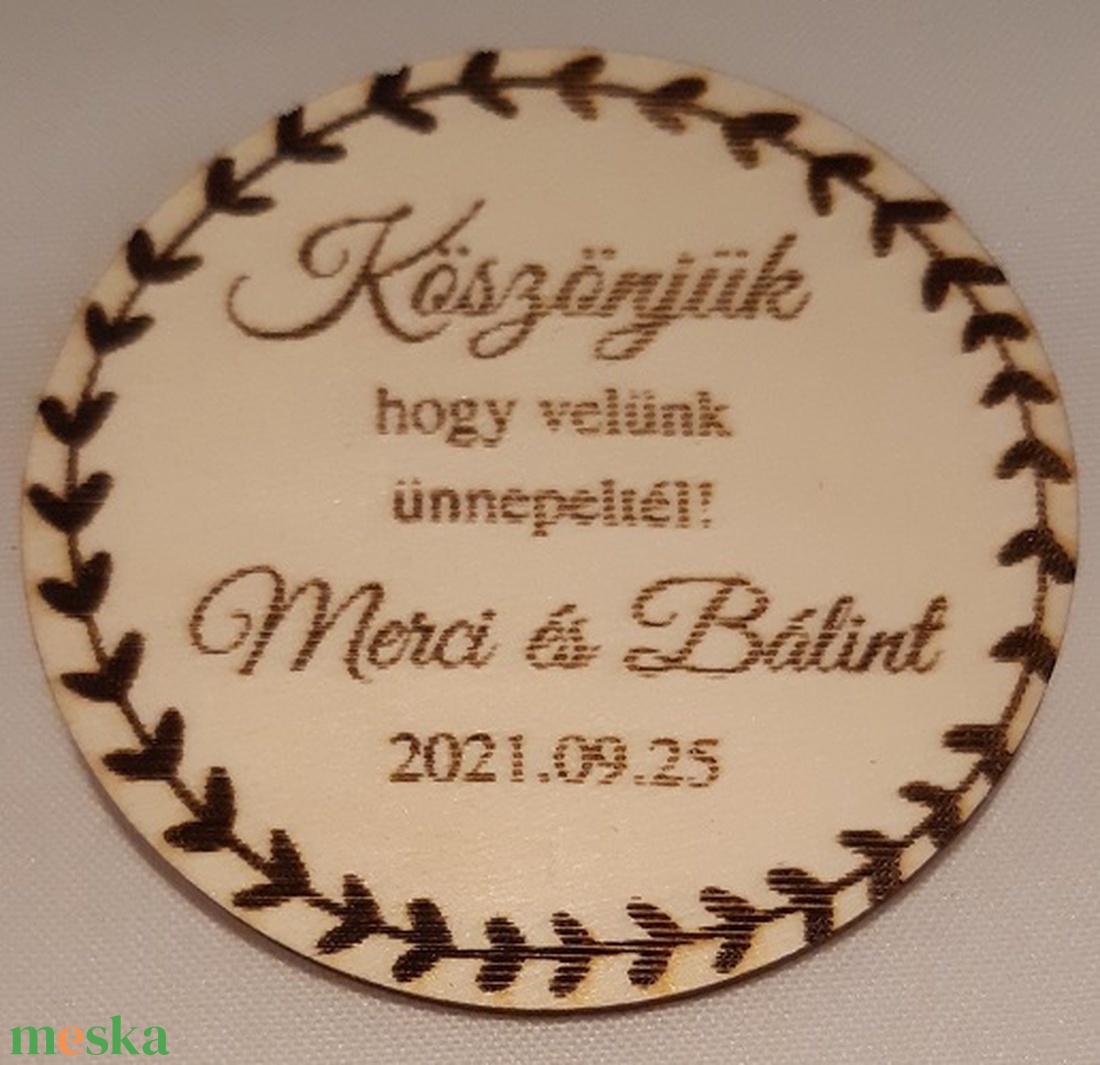 Köszönjük
hogy velünk
ünnepeltél!
Merci és Bálint
2021.09.25
meska